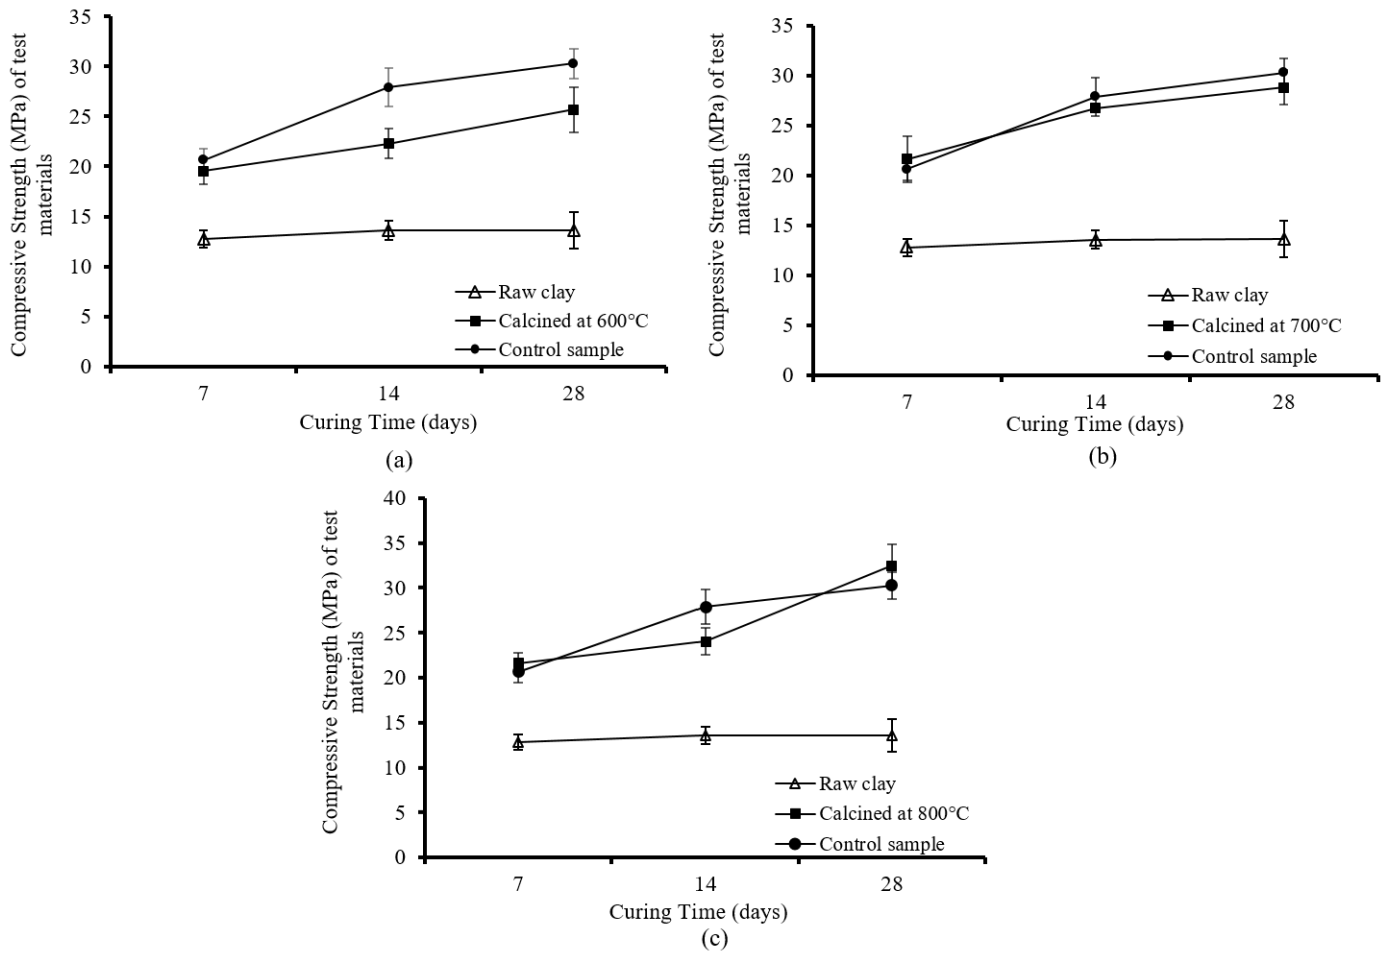 Compressive Strength (MPa) of test
materials
35
30
25
20
15
10
5
0
Raw clay
Calcined at 600°C
Control sample
7 14 28
Curing Time (days)
(a)
Compressive Strength (MPa) of test
materials
35
30
25
20
15
10
5
0
Raw clay
Calcined at 700°C
Control sample
7 14 28
Curing Time (days)
(b)
Compressive Strength (MPa) of test
materials
40
35
30
25
20
15
10
5
0
Raw clay
Calcined at 800°C
Control sample
7 14 28
Curing Time (days)
(c)